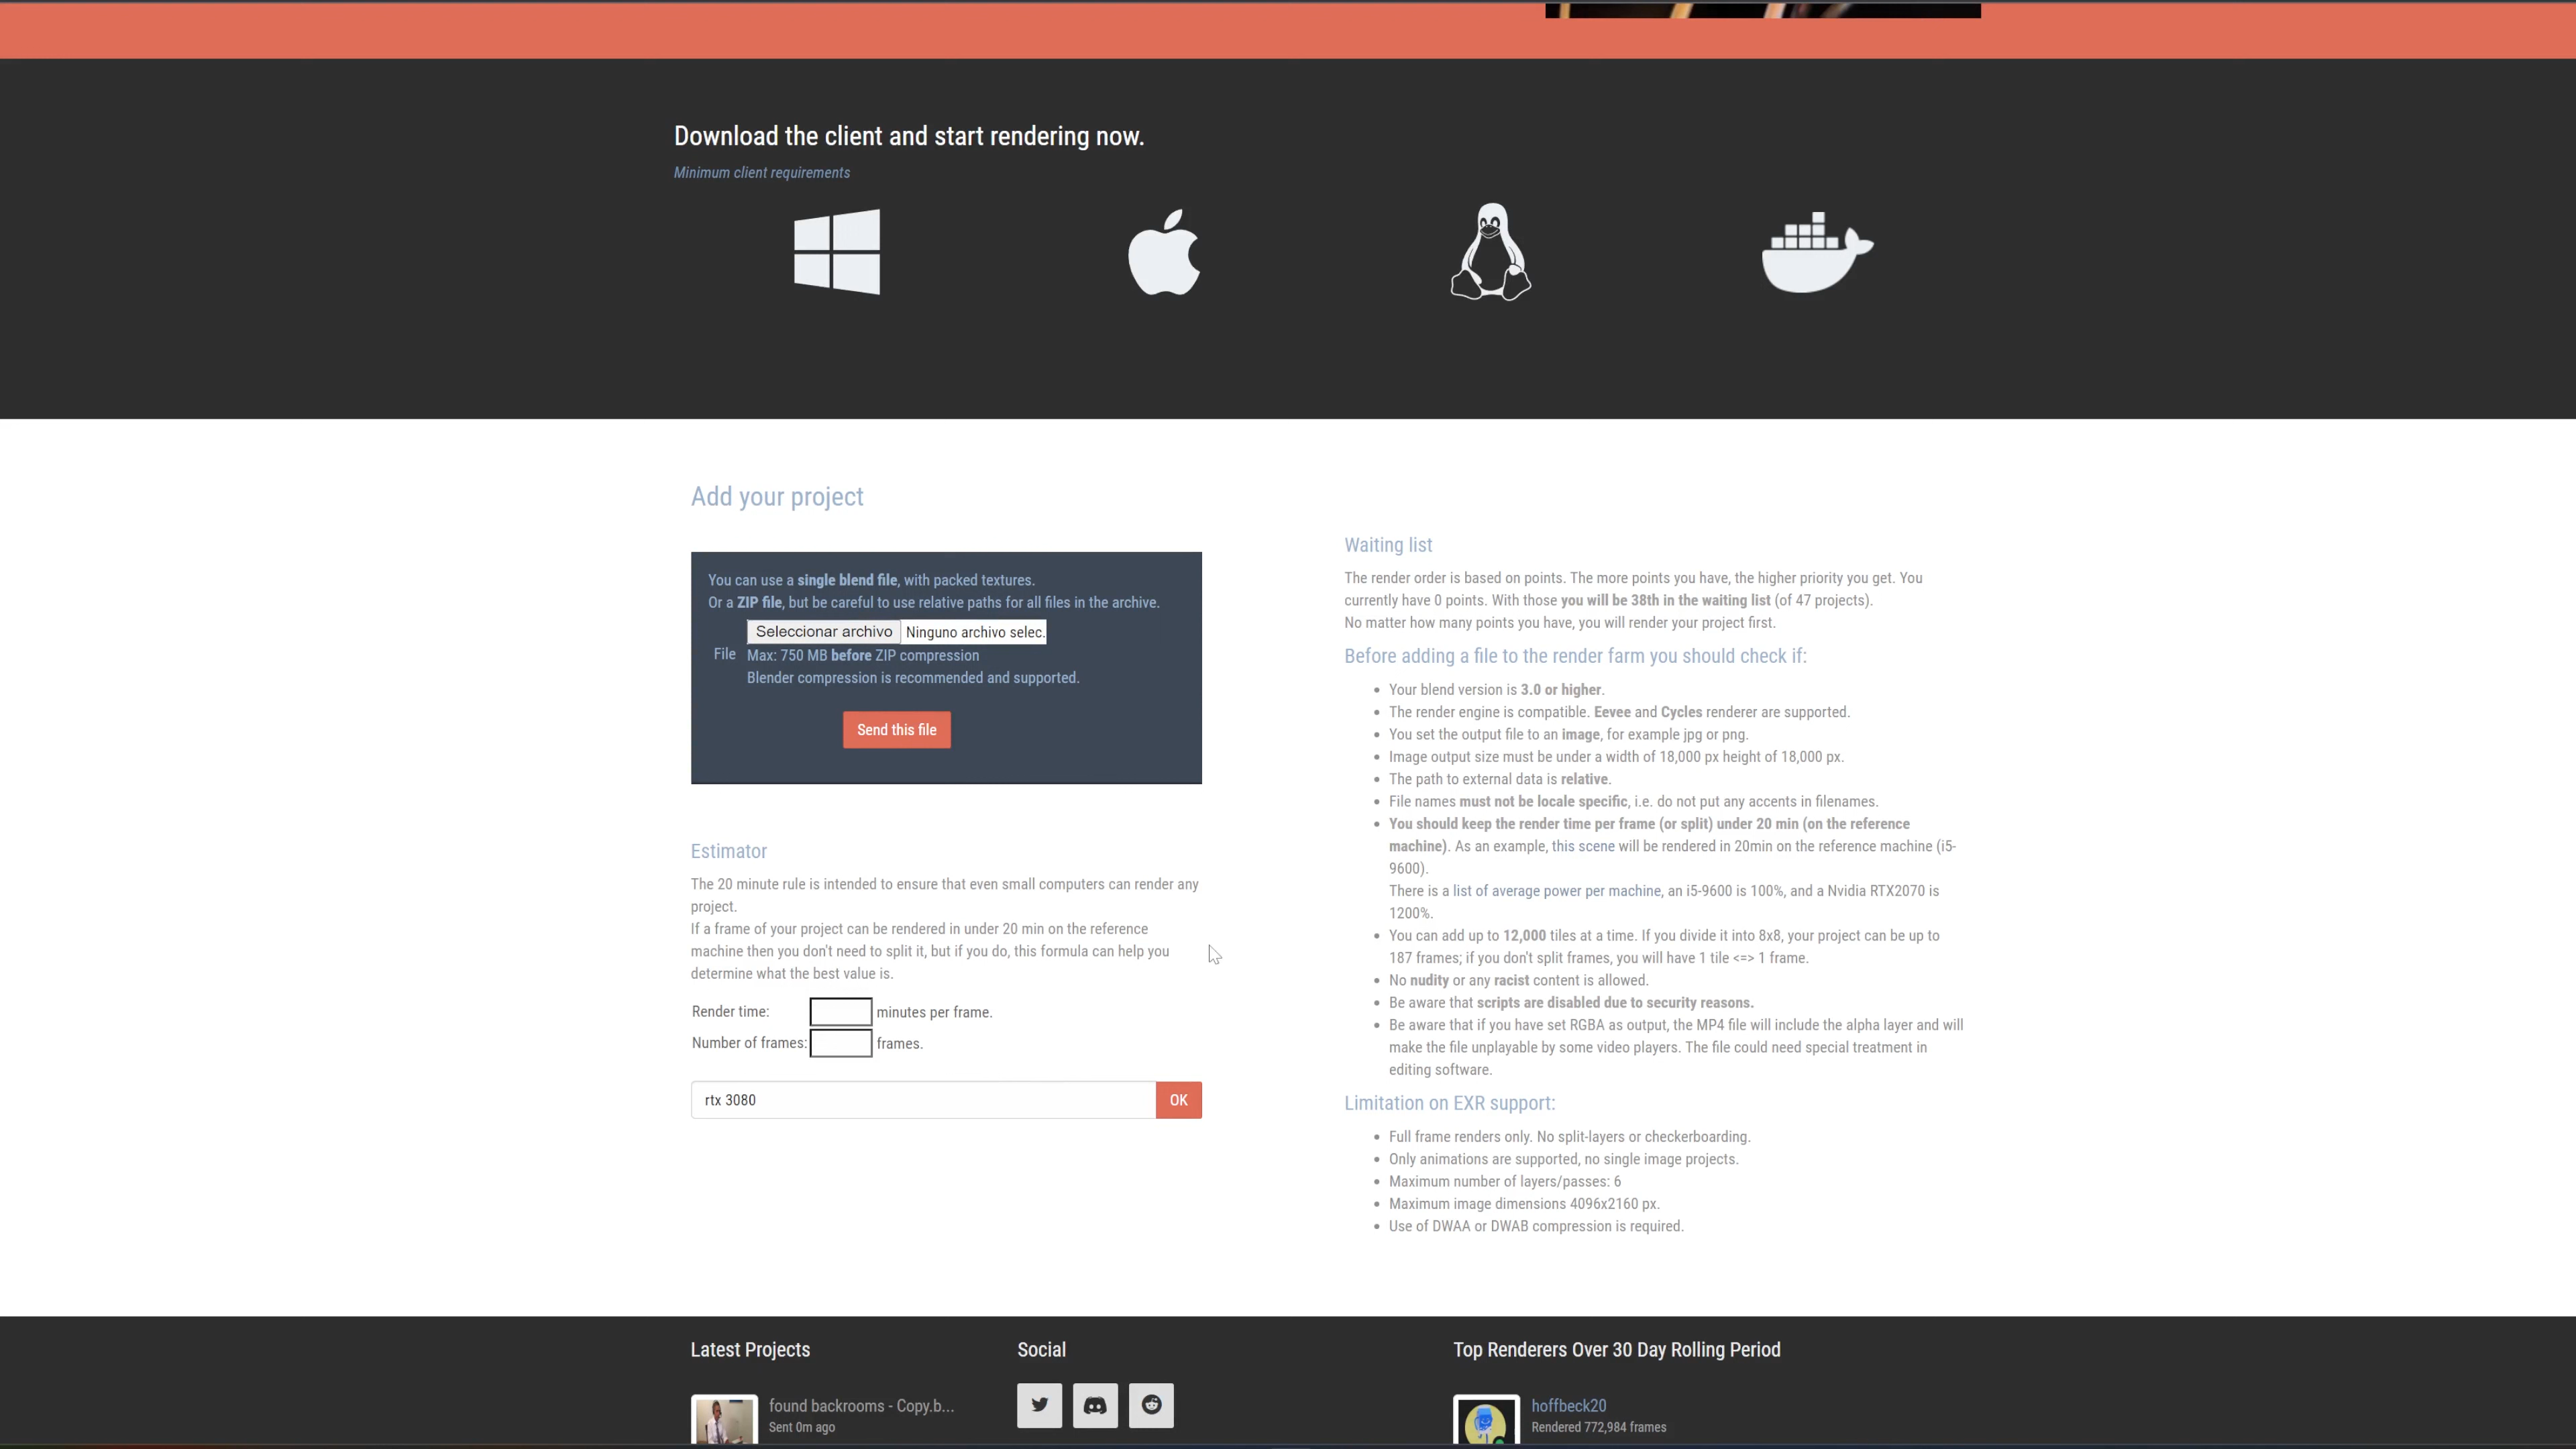 Download the client and start rendering now.
Minimum client requirements
Add your project
You can use a single blend file, with packed textures.
Or a ZIP file, but be careful to use relative paths for all files in the archive.
Seleccionar archivo Ninguno archivo selec.
File
Max: 750 MB before ZIP compression
Blender compression is recommended and supported.
Send this file
Estimator
The 20 minute rule is intended to ensure that even small computers can render any
project.
If a frame of your project can be rendered in under 20 min on the reference
machine then you don't need to split it, but if you do, this formula can help you
determine what the best value is.
Render time: minutes per frame.
Number of frames: frames.
rtx 3080 OK
Waiting list
The render order is based on points. The more points you have, the higher priority you get. You
currently have 0 points. With those you will be 38th in the waiting list (of 47 projects).
No matter how many points you have, you will render your project first.
Before adding a file to the render farm you should check if:
• Your blend version is 3.0 or higher.
• The render engine is compatible. Eevee and Cycles renderer are supported.
• You set the output file to an image, for example jpg or png.
• Image output size must be under a width of 18,000 px height of 18,000 px.
• The path to external data is relative.
• File names must not be locale specific, i.e. do not put any accents in filenames.
• You should keep the render time per frame (or split) under 20 min (on the reference
machine). As an example, this scene will be rendered in 20min on the reference machine (i5-
9600).
There is a list of average power per machine, an i5-9600 is 100%, and a Nvidia RTX2070 is
1200%.
• You can add up to 12,000 tiles at a time. If you divide it into 8x8, your project can be up to
187 frames; if you don't split frames, you will have 1 tile <=> 1 frame.
• No nudity or any racist content is allowed.
• Be aware that scripts are disabled due to security reasons.
• Be aware that if you have set RGBA as output, the MP4 file will include the alpha layer and will
make the file unplayable by some video players. The file could need special treatment in
editing software.
Limitation on EXR support:
• Full frame renders only. No split-layers or checkerboarding.
• Only animations are supported, no single image projects.
• Maximum number of layers/passes: 6
• Maximum image dimensions 4096x2160 px.
• Use of DWAA or DWAB compression is required.
Latest Projects
found backrooms - Copy.b...
Sent 0m ago
Social
Top Renderers Over 30 Day Rolling Period
hoffbeck20
Rendered 772,984 frames